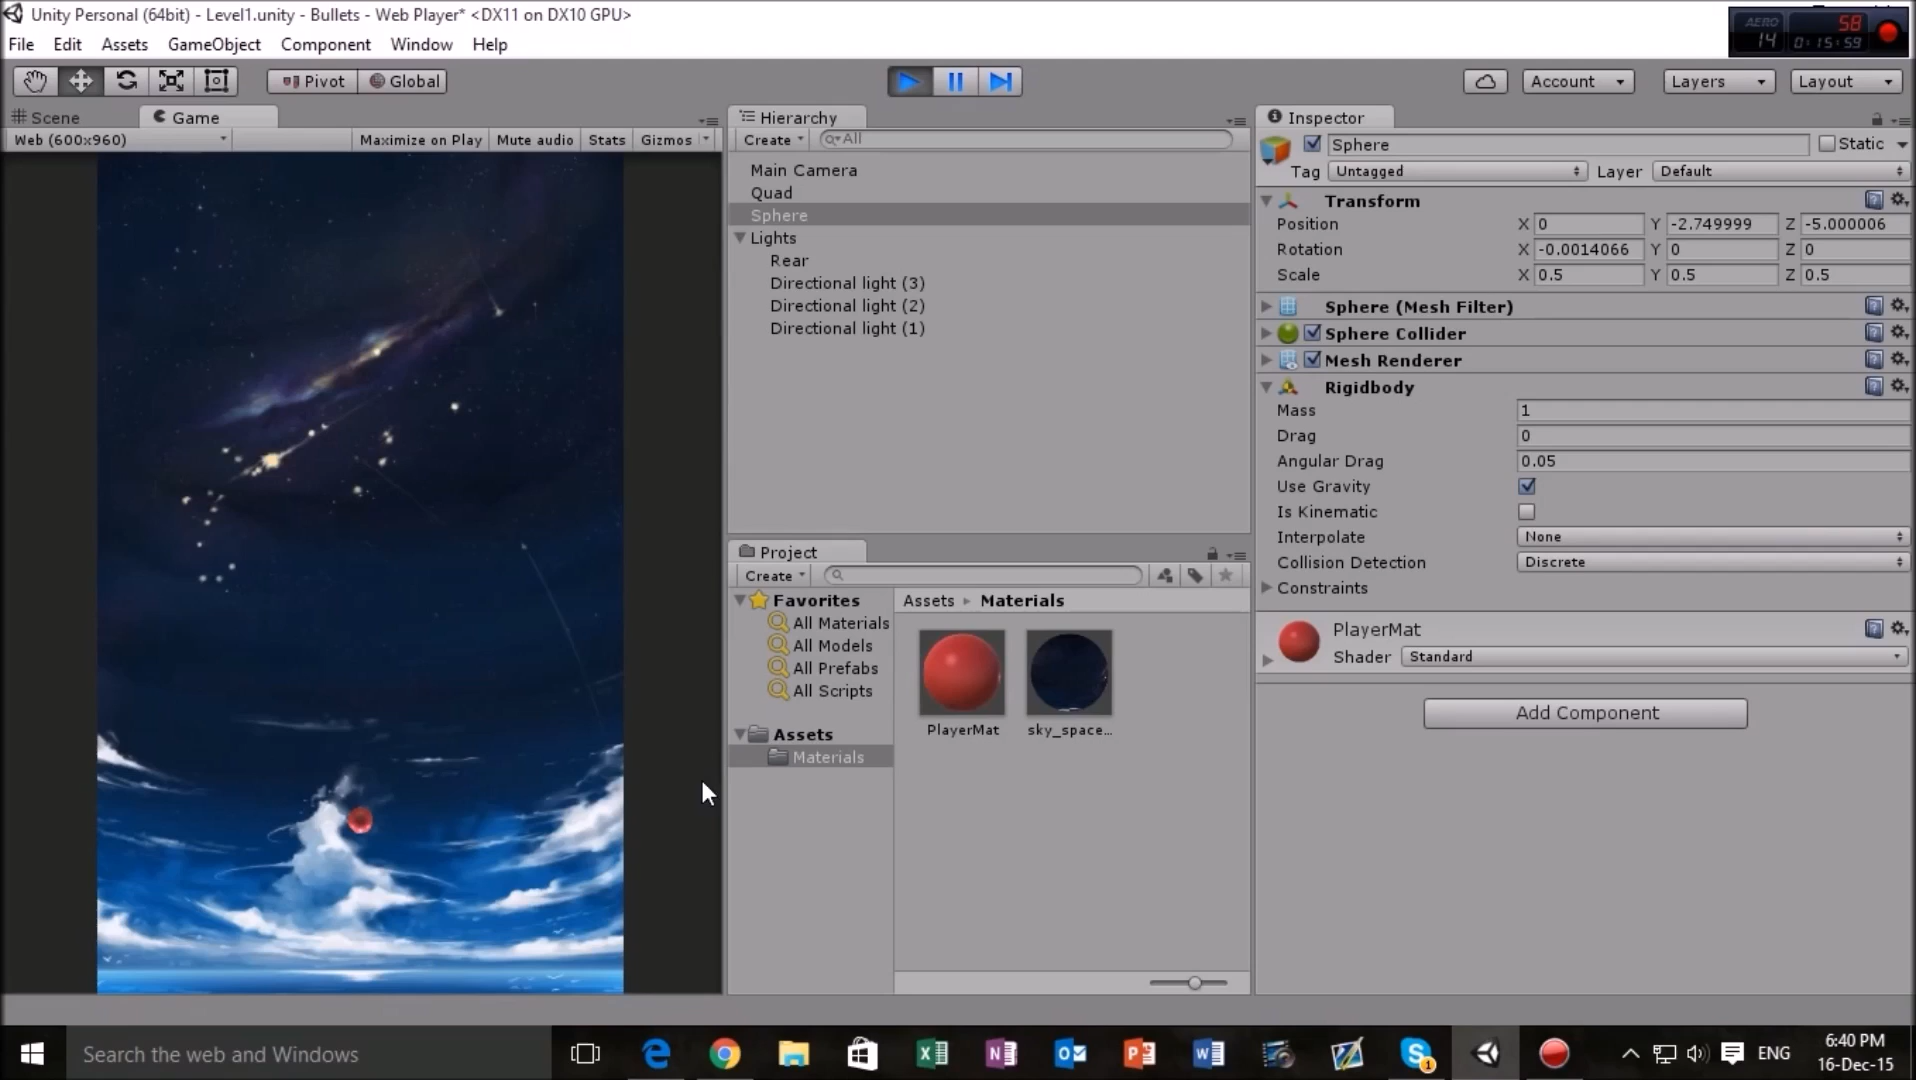 Unity Personal (64bit) - Level1.unity - Bullets - Web Player* <DX11 on DX10 GPU>
AERO 58
14 0:15:59
File Edit Assets GameObject Component Window Help
Pivot Global Account Layers Layout
Scene Game
Web (600x960) Maximize on Play Mute audio Stats Gizmos
Hierarchy
Create All
Main Camera
Quad
Sphere
Lights
Rear
Directional light (3)
Directional light (2)
Directional light (1)
Project
Create
Favorites
All Materials
All Models
All Prefabs
All Scripts
Assets
Materials
Assets Materials
PlayerMat sky_space...
Inspector
Sphere Static
Tag Untagged Layer Default
Transform
Position X 0 Y -2.749999 Z -5.000006
Rotation X -0.0014066 Y 0 Z 0
Scale X 0.5 Y 0.5 Z 0.5
Sphere (Mesh Filter)
Sphere Collider
Mesh Renderer
Rigidbody
Mass 1
Drag 0
Angular Drag 0.05
Use Gravity
Is Kinematic
Interpolate None
Collision Detection Discrete
Constraints
PlayerMat
Shader Standard
Add Component
Search the web and Windows
1
ENG
6:40 PM
16-Dec-15